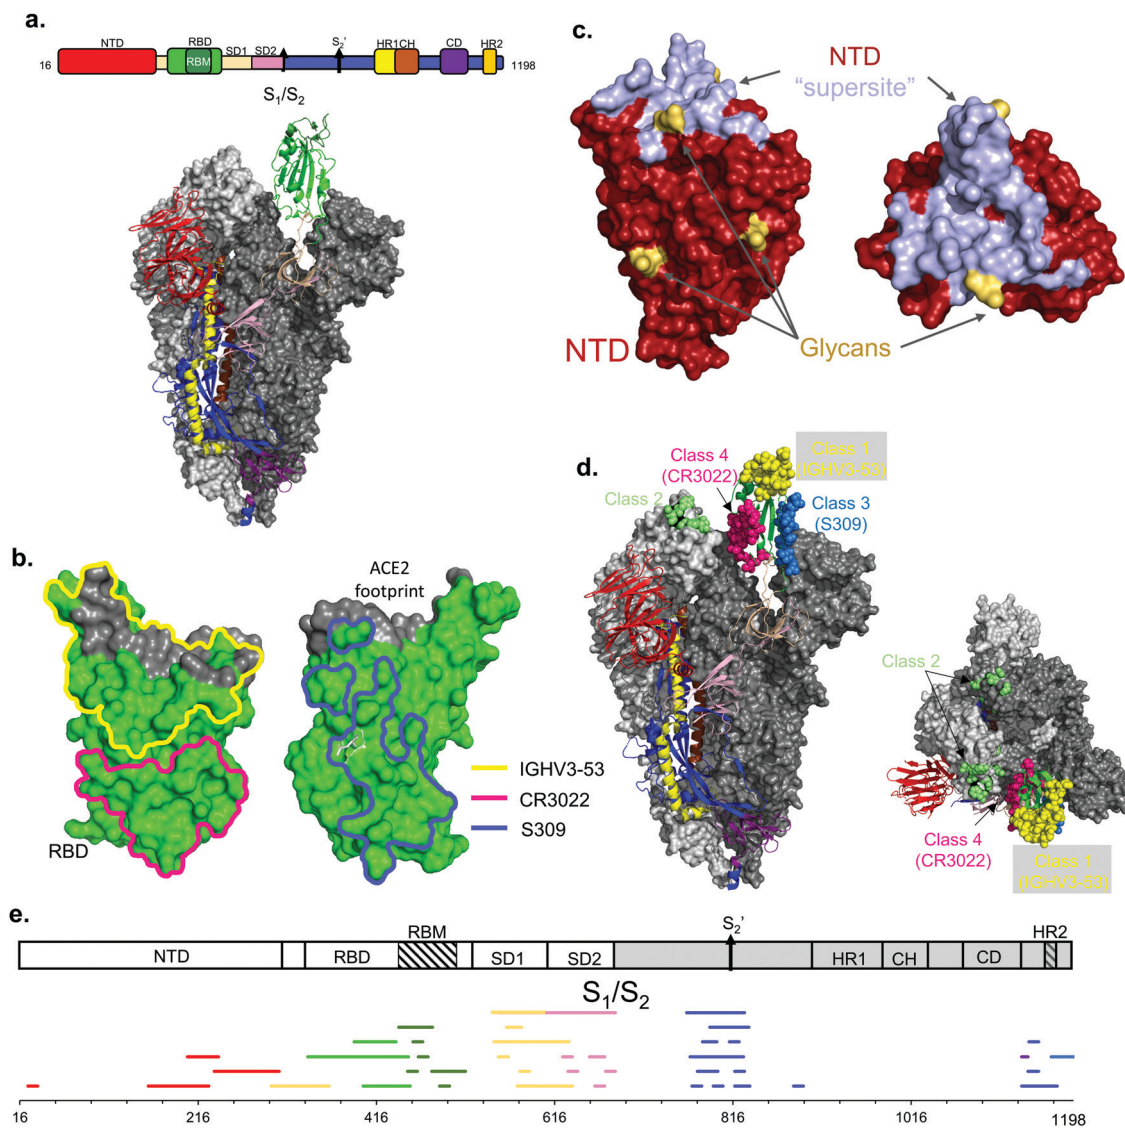 a.
NTD
RBD
RBM
SD1
SD2
S2'
HR1
CH
CD
HR2
16
1198
S1/S2
b.
ACE2
footprint
RBD
IGHV3-53
CR3022
S309
c.
NTD
"supersite"
NTD
Glycans
d.
Class 4
(CR3022)
Class 1
(IGHV3-53)
Class 2
Class 3
(S309)
Class 2
Class 4
(CR3022)
Class 1
(IGHV3-53)
e.
NTD
RBD
RBM
SD1
SD2
S2'
HR1
CH
CD
HR2
S1/S2
16
216
416
616
816
1016
1198